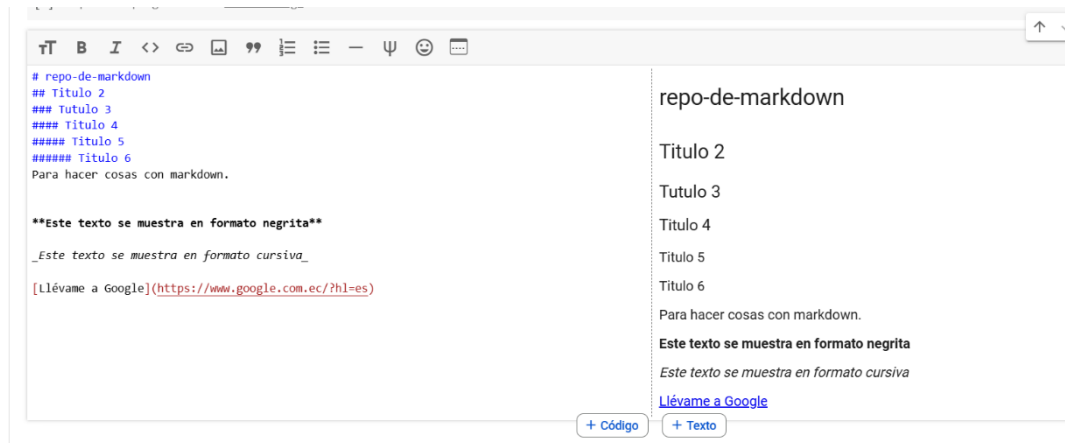 # repo-de-markdown
## Titulo 2
### Tutulo 3
#### Titulo 4
##### Titulo 5
###### Titulo 6
Para hacer cosas con markdown.
**Este texto se muestra en formato negrita**
_Este texto se muestra en formato cursiva_
[Llévame a Google](https://www.google.com.ec/?hl=es)
repo-de-markdown
Titulo 2
Tutulo 3
Titulo 4
Titulo 5
Titulo 6
Para hacer cosas con markdown.
Este texto se muestra en formato negrita
Este texto se muestra en formato cursiva
Llévame a Google
+ Código
+ Texto